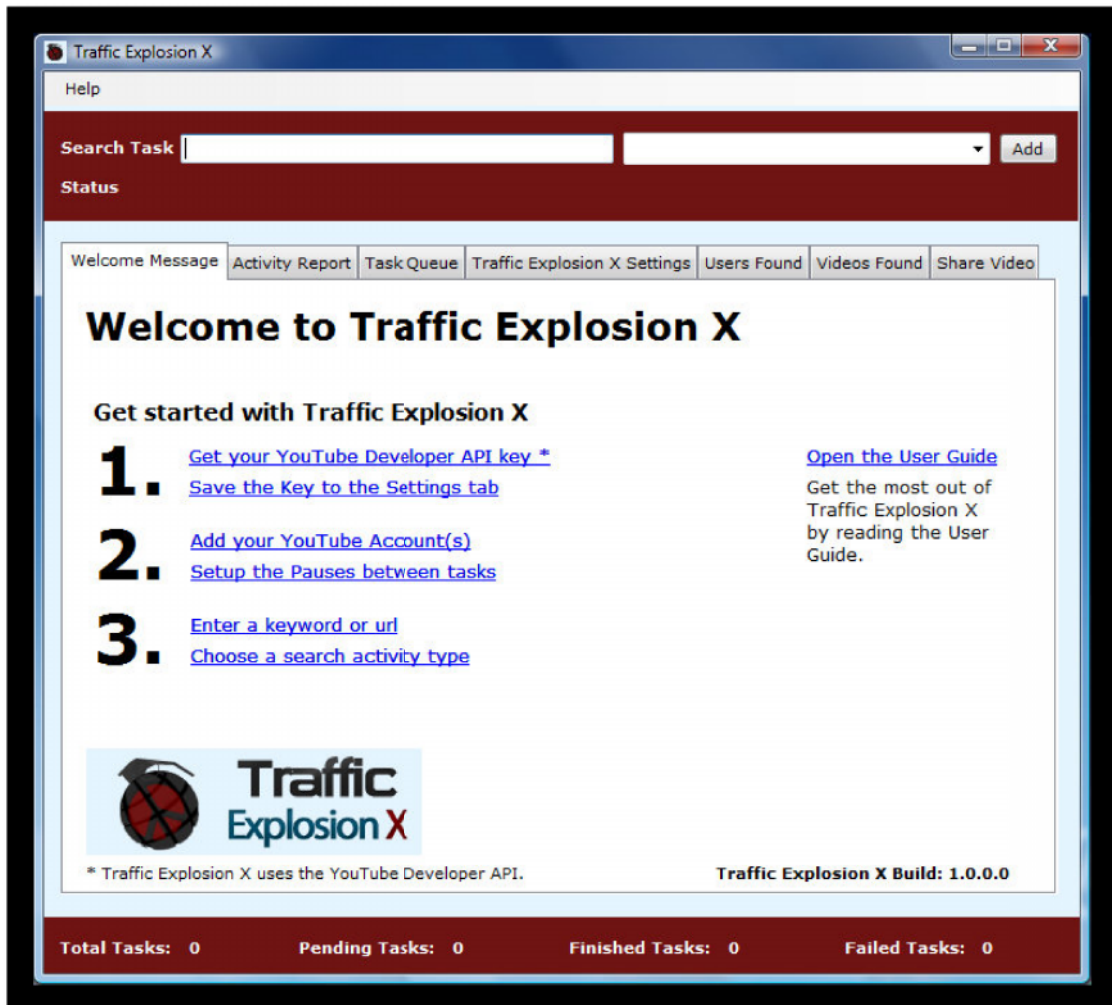 Traffic Explosion X
Help
Search Task
Add
Status
Welcome Message Activity Report Task Queue Traffic Explosion X Settings Users Found Videos Found Share Video
Welcome to Traffic Explosion X
Get started with Traffic Explosion X
1.
Get your YouTube Developer API key *
Save the Key to the Settings tab
2.
Add your YouTube Account(s)
Setup the Pauses between tasks
3.
Enter a keyword or url
Choose a search activity type
Open the User Guide
Get the most out of
Traffic Explosion X
by reading the User
Guide.
Traffic
Explosion X
* Traffic Explosion X uses the YouTube Developer API.
Traffic Explosion X Build: 1.0.0.0
Total Tasks: 0 Pending Tasks: 0 Finished Tasks: 0 Failed Tasks: 0